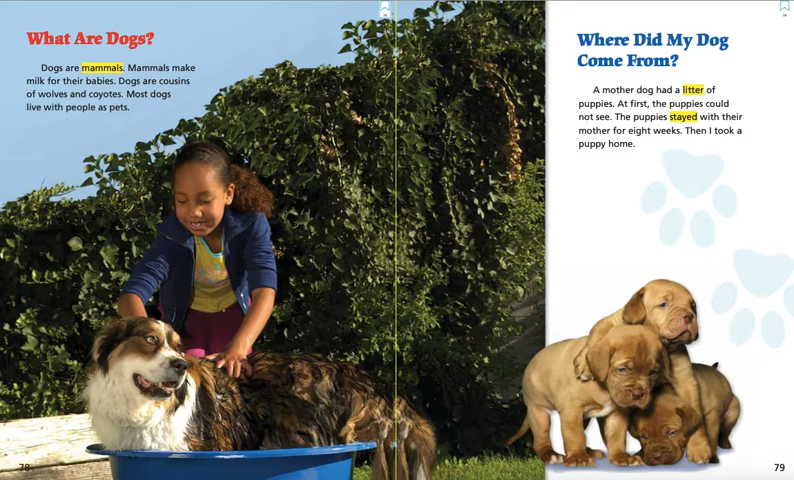 What Are Dogs?
Dogs are mammals. Mammals make
milk for their babies. Dogs are cousins
of wolves and coyotes. Most dogs
live with people as pets.
78
Where Did My Dog
Come From?
A mother dog had a litter of
puppies. At first, the puppies could
not see. The puppies stayed with their
mother for eight weeks. Then I took a
puppy home.
79